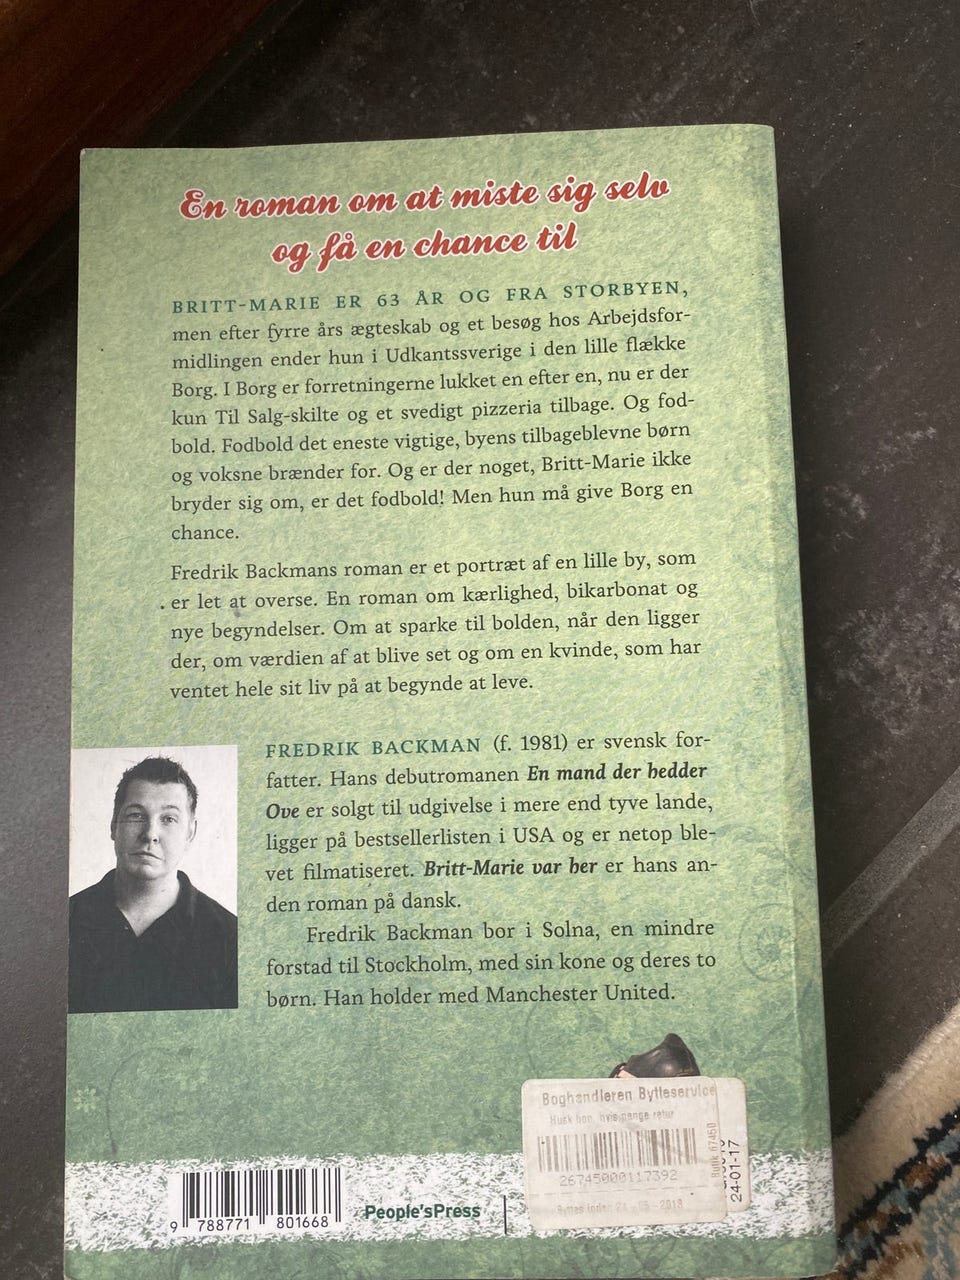 En roman om at miste sig selv
og få en chance til
BRITT-MARIE ER 63 ÅR OG FRA STORBYEN,
men efter fyrre års ægteskab og et besøg hos Arbejdsfor-
midlingen ender hun i Udkantssverige i den lille flække
Borg. I Borg er forretningerne lukket en efter en, nu er der
kun Til Salg-skilte og et svedigt pizzeria tilbage. Og fod-
bold. Fodbold det eneste vigtige, byens tilbageblevne børn
og voksne brænder for. Og er der noget, Britt-Marie ikke
bryder sig om, er det fodbold! Men hun må give Borg en
chance.
Fredrik Backmans roman er et portræt af en lille by, som
er let at overse. En roman om kærlighed, bikarbonat og
nye begyndelser. Om at sparke til bolden, når den ligger
der, om værdien af at blive set og om en kvinde, som har
ventet hele sit liv på at begynde at leve.
FREDRIK BACKMAN (f. 1981) er svensk for-
fatter. Hans debutromanen En mand der hedder
Ove er solgt til udgivelse i mere end tyve lande,
ligger på bestsellerlisten i USA og er netop ble-
vet filmatiseret. Britt-Marie var her er hans an-
den roman på dansk.
Fredrik Backman bor i Solna, en mindre
forstad til Stockholm, med sin kone og deres to
børn. Han holder med Manchester United.
Boghandleren Bytteservice
Husk bon, hvis penge retur
26745000117392
Butik 67450
24-01-17
9 788771 801668
People'sPress